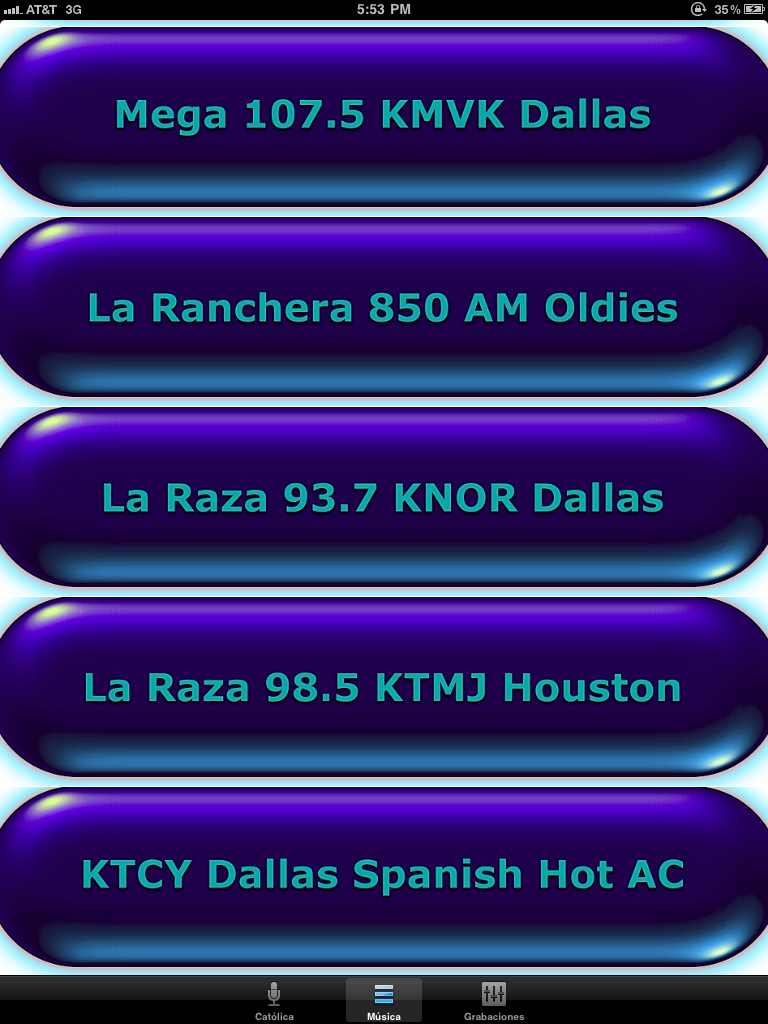 AT&T 3G 5:53 PM 35%
Mega 107.5 KMVK Dallas
La Ranchera 850 AM Oldies
La Raza 93.7 KNOR Dallas
La Raza 98.5 KTMJ Houston
KTCY Dallas Spanish Hot AC
Católica Música Grabaciones